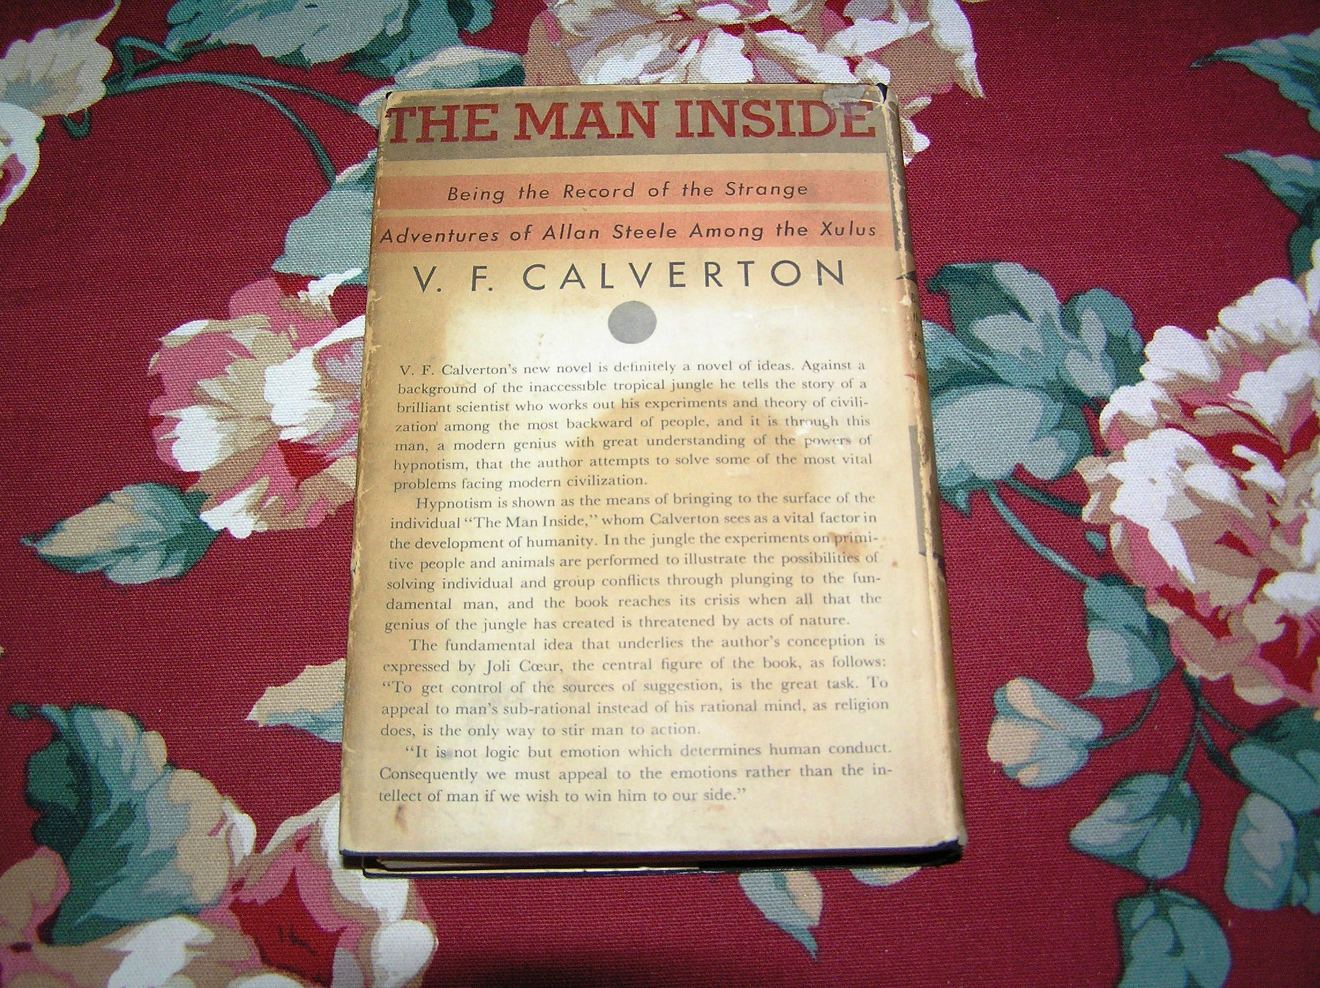 THE MAN INSIDE
Being the Record of the Strange
Adventures of Allan Steele Among the Xulus
V. F. CALVERTON
V. F. Calverton's new novel is definitely a novel of ideas. Against a
background of the inaccessible tropical jungle he tells the story of a
brilliant scientist who works out his experiments and theory of civili-
zation among the most backward of people, and it is through this
man, a modern genius with great understanding of the powers of
hypnotism, that the author attempts to solve some of the most vital
problems facing modern civilization.
Hypnotism is shown as the means of bringing to the surface of the
individual "The Man Inside," whom Calverton sees as a vital factor in
the development of humanity. In the jungle the experiments on primi-
tive people and animals are performed to illustrate the possibilities of
solving individual and group conflicts through plunging to the fun-
damental man, and the book reaches its crisis when all that the
genius of the jungle has created is threatened by acts of nature.
The fundamental idea that underlies the author's conception is
expressed by Joli Cœur, the central figure of the book, as follows:
"To get control of the sources of suggestion, is the great task. To
appeal to man's sub-rational instead of his rational mind, as religion
does, is the only way to stir man to action.
"It is not logic but emotion which determines human conduct.
Consequently we must appeal to the emotions rather than the in-
tellect of man if we wish to win him to our side."